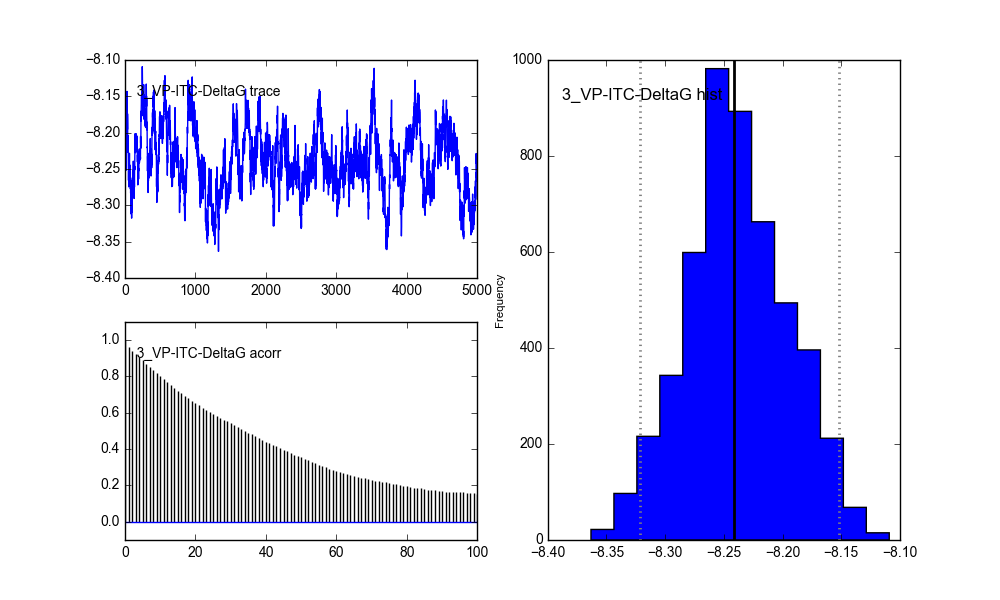 3_VP-ITC-DeltaG trace
−8.10
−8.15
−8.20
−8.25
−8.30
−8.35
−8.40
0 1000 2000 3000 4000 5000
3_VP-ITC-DeltaG acorr
1.0
0.8
0.6
0.4
0.2
0.0
0 20 40 60 80 100
3_VP-ITC-DeltaG hist
Frequency
1000
800
600
400
200
0
−8.40 −8.35 −8.30 −8.25 −8.20 −8.15 −8.10